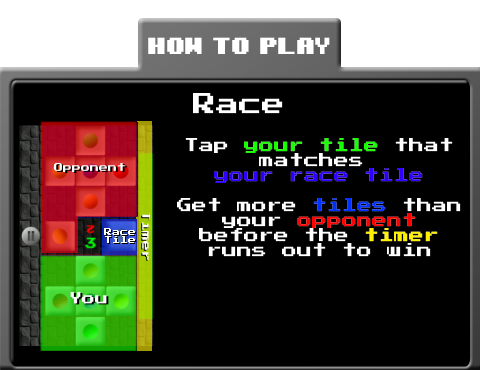 HOW TO PLAY
Race
Tap your tile that
matches
your race tile
Get more tiles than
your opponent
before the timer
runs out to win
Opponent
2
3
Race
Tile
Timer
You